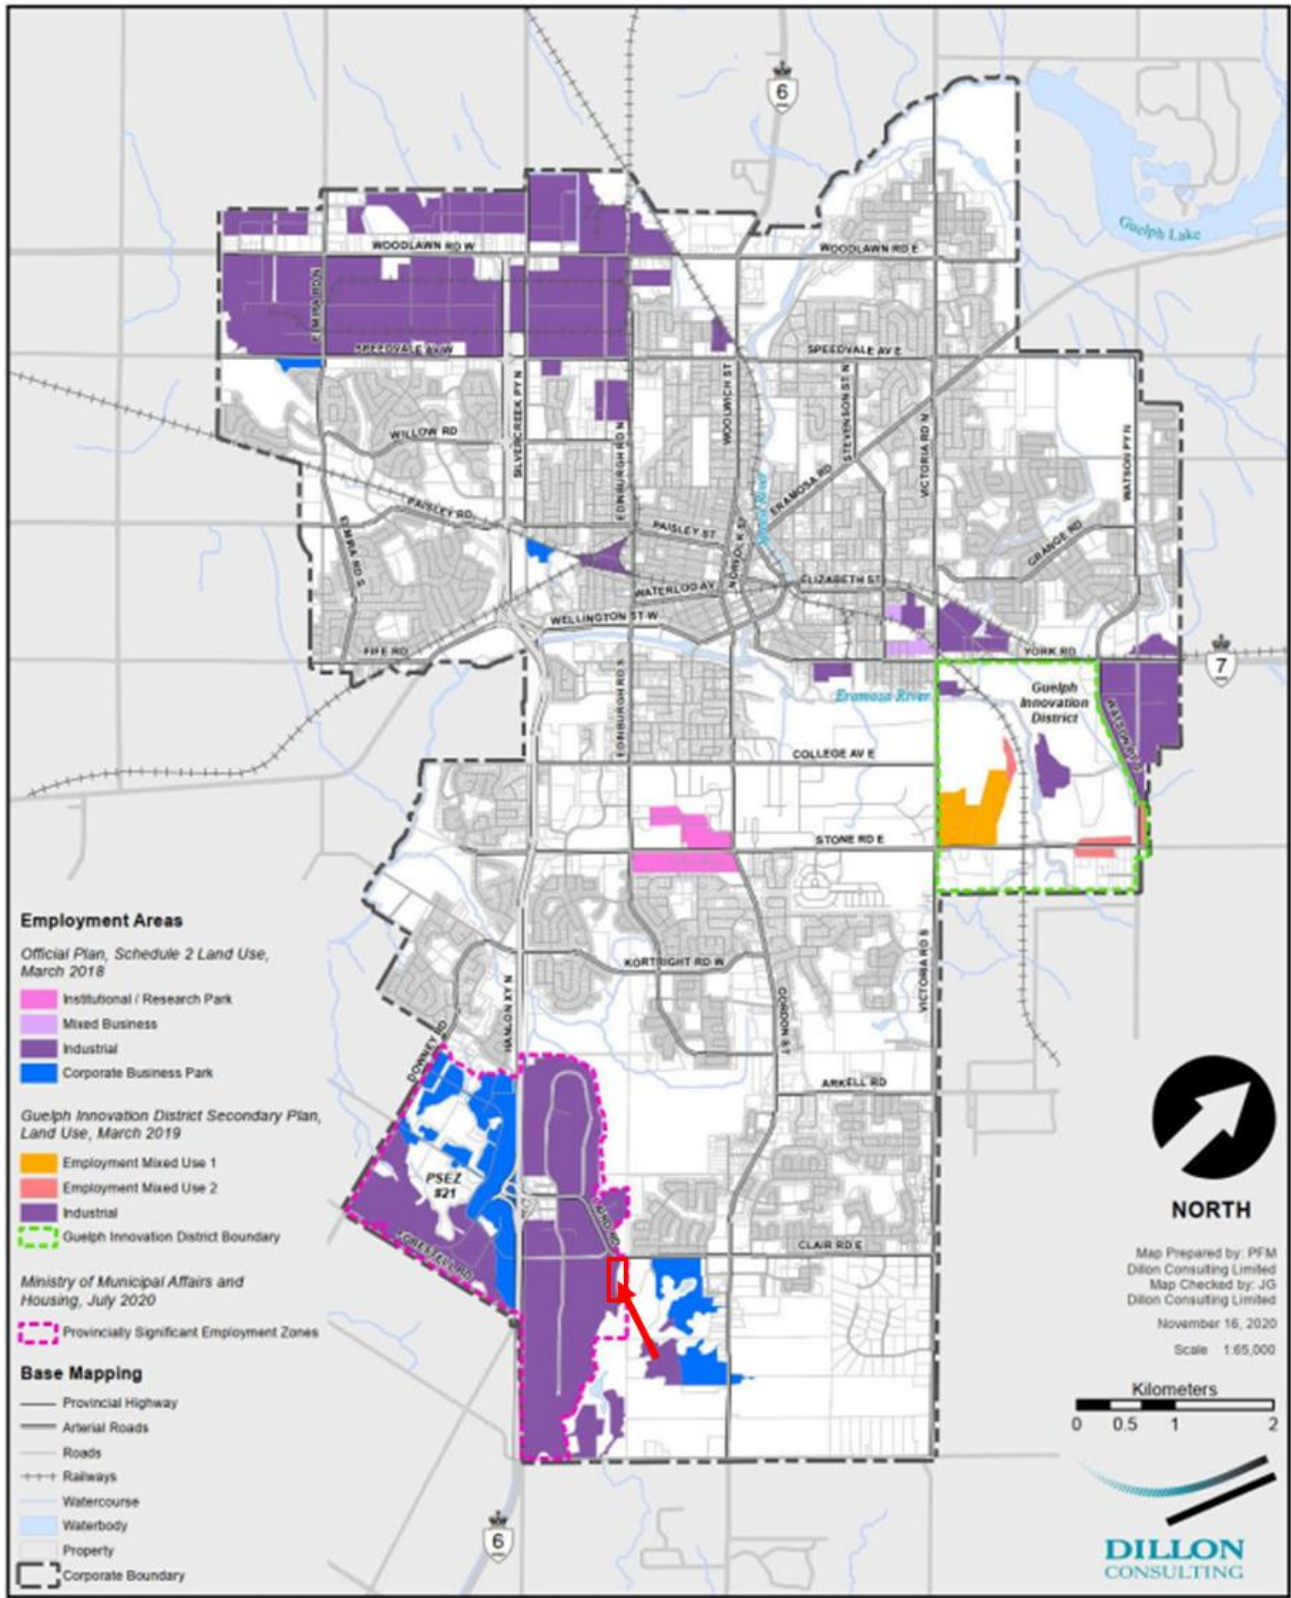 6
Guelph Lake
WOODLAWN RD W
WOODLAWN RD E
SPEEDVALE AV E
WILLOW RD
SILVERCREEK PY N
EDINBURGH RD N
WOOLWICH ST
STEVENSON ST N
VICTORIA RD N
WATSON PY N
ERAMOSA RD
Speed River
PAISLEY RD
PAISLEY ST
NORFOLK ST
GRANGE RD
ELMIRA RD S
WATERLOO AV
ELIZABETH ST
WELLINGTON ST W
FIFE RD
YORK RD
7
EDINBURGH RD S
Eramosa River
Guelph
Innovation
District
COLLEGE AV E
STONE RD E
KORTRIGHT RD W
HANLON XY N
GORDON ST
VICTORIA RD S
DOWNEY RD
ARKELL RD
PSEZ
#21
LAIRD RD
FORESTELL RD
CLAIR RD E
6
Employment Areas
Official Plan, Schedule 2 Land Use,
March 2018
Institutional / Research Park
Mixed Business
Industrial
Corporate Business Park
Guelph Innovation District Secondary Plan,
Land Use, March 2019
Employment Mixed Use 1
Employment Mixed Use 2
Industrial
Guelph Innovation District Boundary
Ministry of Municipal Affairs and
Housing, July 2020
Provincially Significant Employment Zones
Base Mapping
Provincial Highway
Arterial Roads
Roads
Railways
Watercourse
Waterbody
Property
Corporate Boundary
NORTH
Map Prepared by: PFM
Dillon Consulting Limited
Map Checked by: JG
Dillon Consulting Limited
November 16, 2020
Scale 1:65,000
Kilometers
0 0.5 1 2
DILLON
CONSULTING